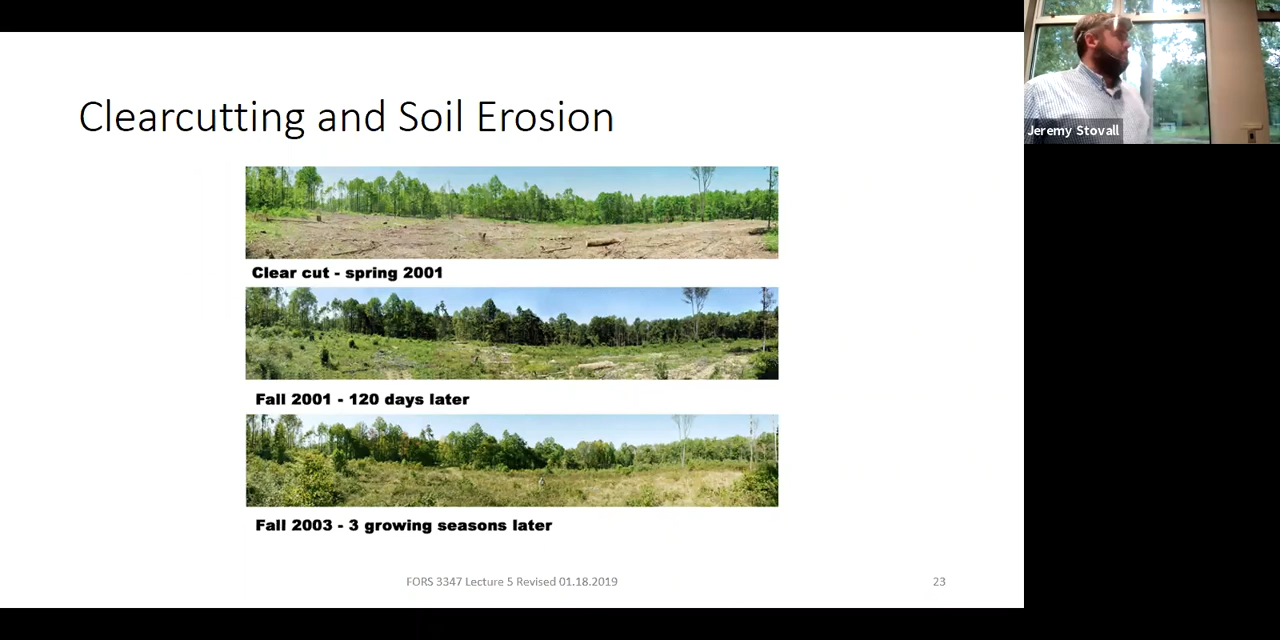 Clearcutting and Soil Erosion
Jeremy Stovall
Clear cut - spring 2001
Fall 2001 - 120 days later
Fall 2003 - 3 growing seasons later
FORS 3347 Lecture 5 Revised 01.18.2019
23